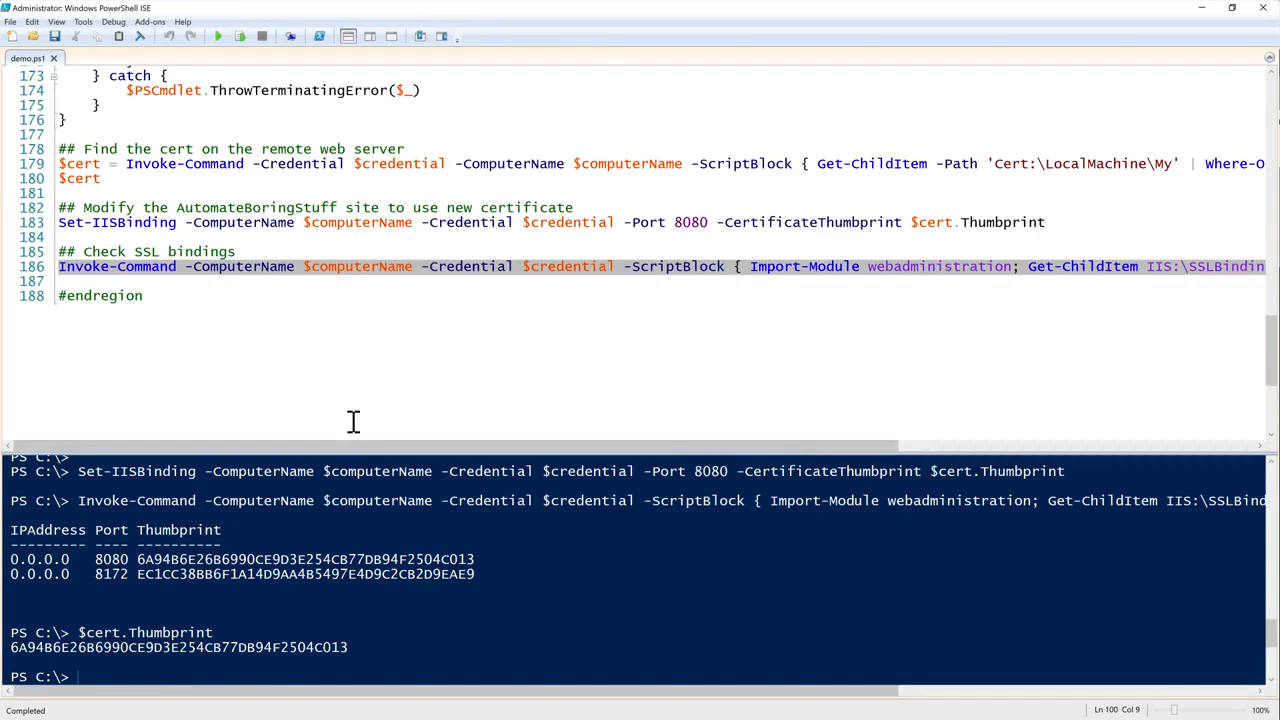 Administrator: Windows PowerShell ISE
File Edit View Tools Debug Add-ons Help
demo.ps1
173 } catch {
174 $PSCmdlet.ThrowTerminatingError($_)
175 }
176 }
177
178 ## Find the cert on the remote web server
179 $cert = Invoke-Command -Credential $credential -ComputerName $computerName -ScriptBlock { Get-ChildItem -Path 'Cert:\LocalMachine\My' | Where-O
180 $cert
181
182 ## Modify the AutomateBoringStuff site to use new certificate
183 Set-IISBinding -ComputerName $computerName -Credential $credential -Port 8080 -CertificateThumbprint $cert.Thumbprint
184
185 ## Check SSL bindings
186 Invoke-Command -ComputerName $computerName -Credential $credential -ScriptBlock { Import-Module webadministration; Get-ChildItem IIS:\SSLBindin
187
188 #endregion
PS C:\>
PS C:\> Set-IISBinding -ComputerName $computerName -Credential $credential -Port 8080 -CertificateThumbprint $cert.Thumbprint
PS C:\> Invoke-Command -ComputerName $computerName -Credential $credential -ScriptBlock { Import-Module webadministration; Get-ChildItem IIS:\SSLBind
IPAddress Port Thumbprint
--------- ---- ----------
0.0.0.0 8080 6A94B6E26B6990CE9D3E254CB77DB94F2504C013
0.0.0.0 8172 EC1CC38BB6F1A14D9AA4B5497E4D9C2CB2D9EAE9
PS C:\> $cert.Thumbprint
6A94B6E26B6990CE9D3E254CB77DB94F2504C013
PS C:\>
Completed
Ln 100 Col 9
100%